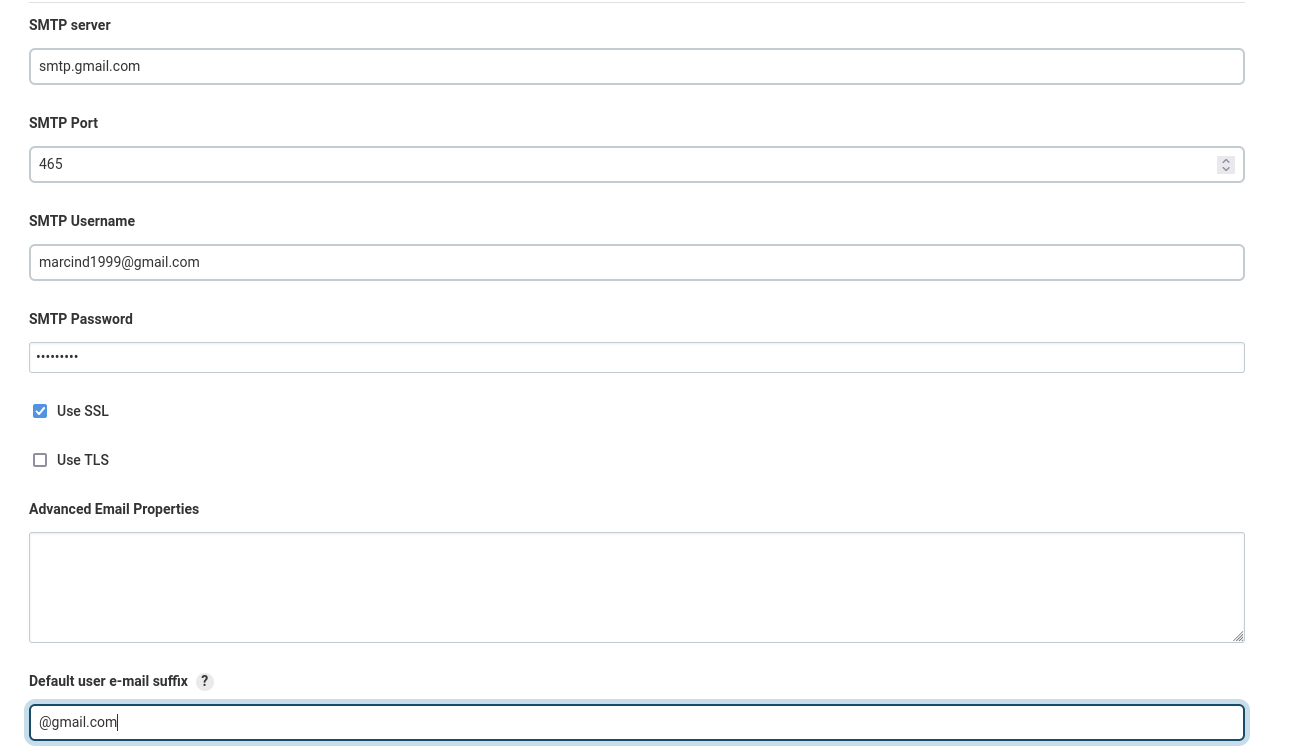 SMTP server
smtp.gmail.com
SMTP Port
465
SMTP Username
marcind1999@gmail.com
SMTP Password
•••••••••
Use SSL
Use TLS
Advanced Email Properties
Default user e-mail suffix ?
@gmail.com